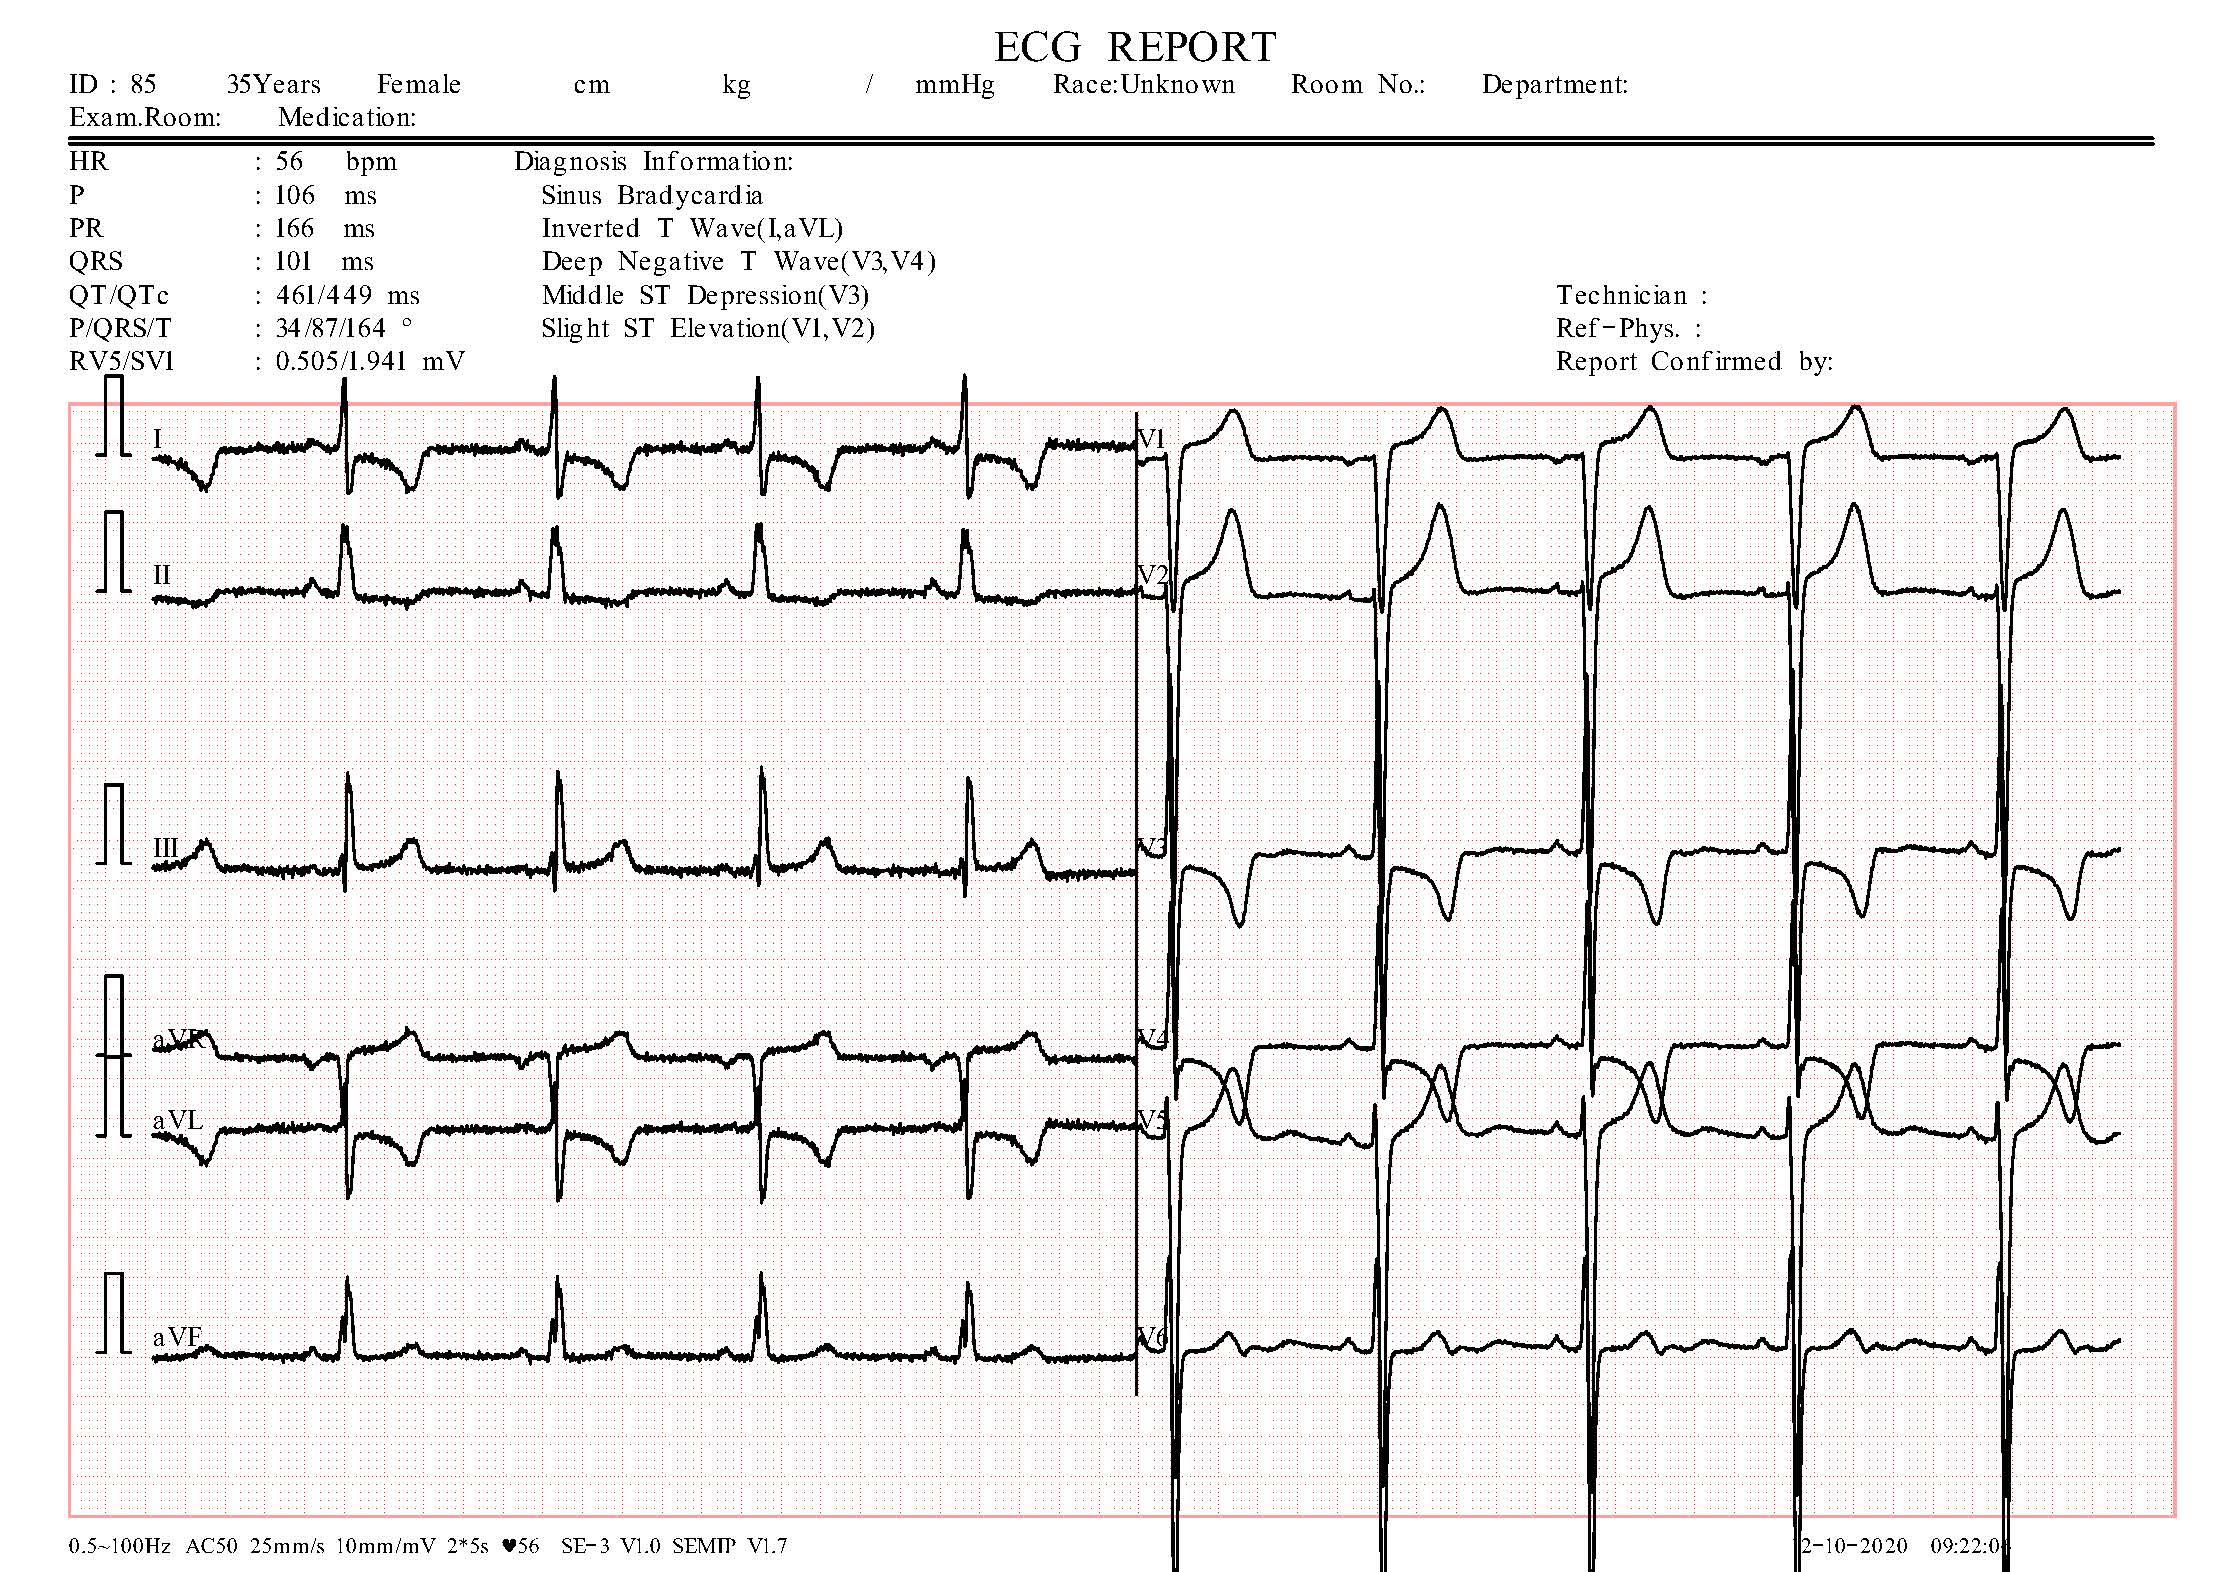 ECG REPORT
ID : 85 35Years Female cm kg / mmHg Race:Unknown Room No.: Department:
Exam.Room: Medication:
HR : 56 bpm Diagnosis Information:
P : 106 ms Sinus Bradycardia
PR : 166 ms Inverted T Wave(I,aVL)
QRS : 101 ms Deep Negative T Wave(V3,V4)
QT/QTc : 461/449 ms Middle ST Depression(V3) Technician :
P/QRS/T : 34/87/164 ° Slight ST Elevation(V1,V2) Ref-Phys. :
RV5/SV1 : 0.505/1.941 mV Report Confirmed by:
I V1
II V2
III V3
aVR V4
aVL V5
aVF V6
0.5~100Hz AC50 25mm/s 10mm/mV 2*5s ♥56 SE-3 V1.0 SEMIP V1.7